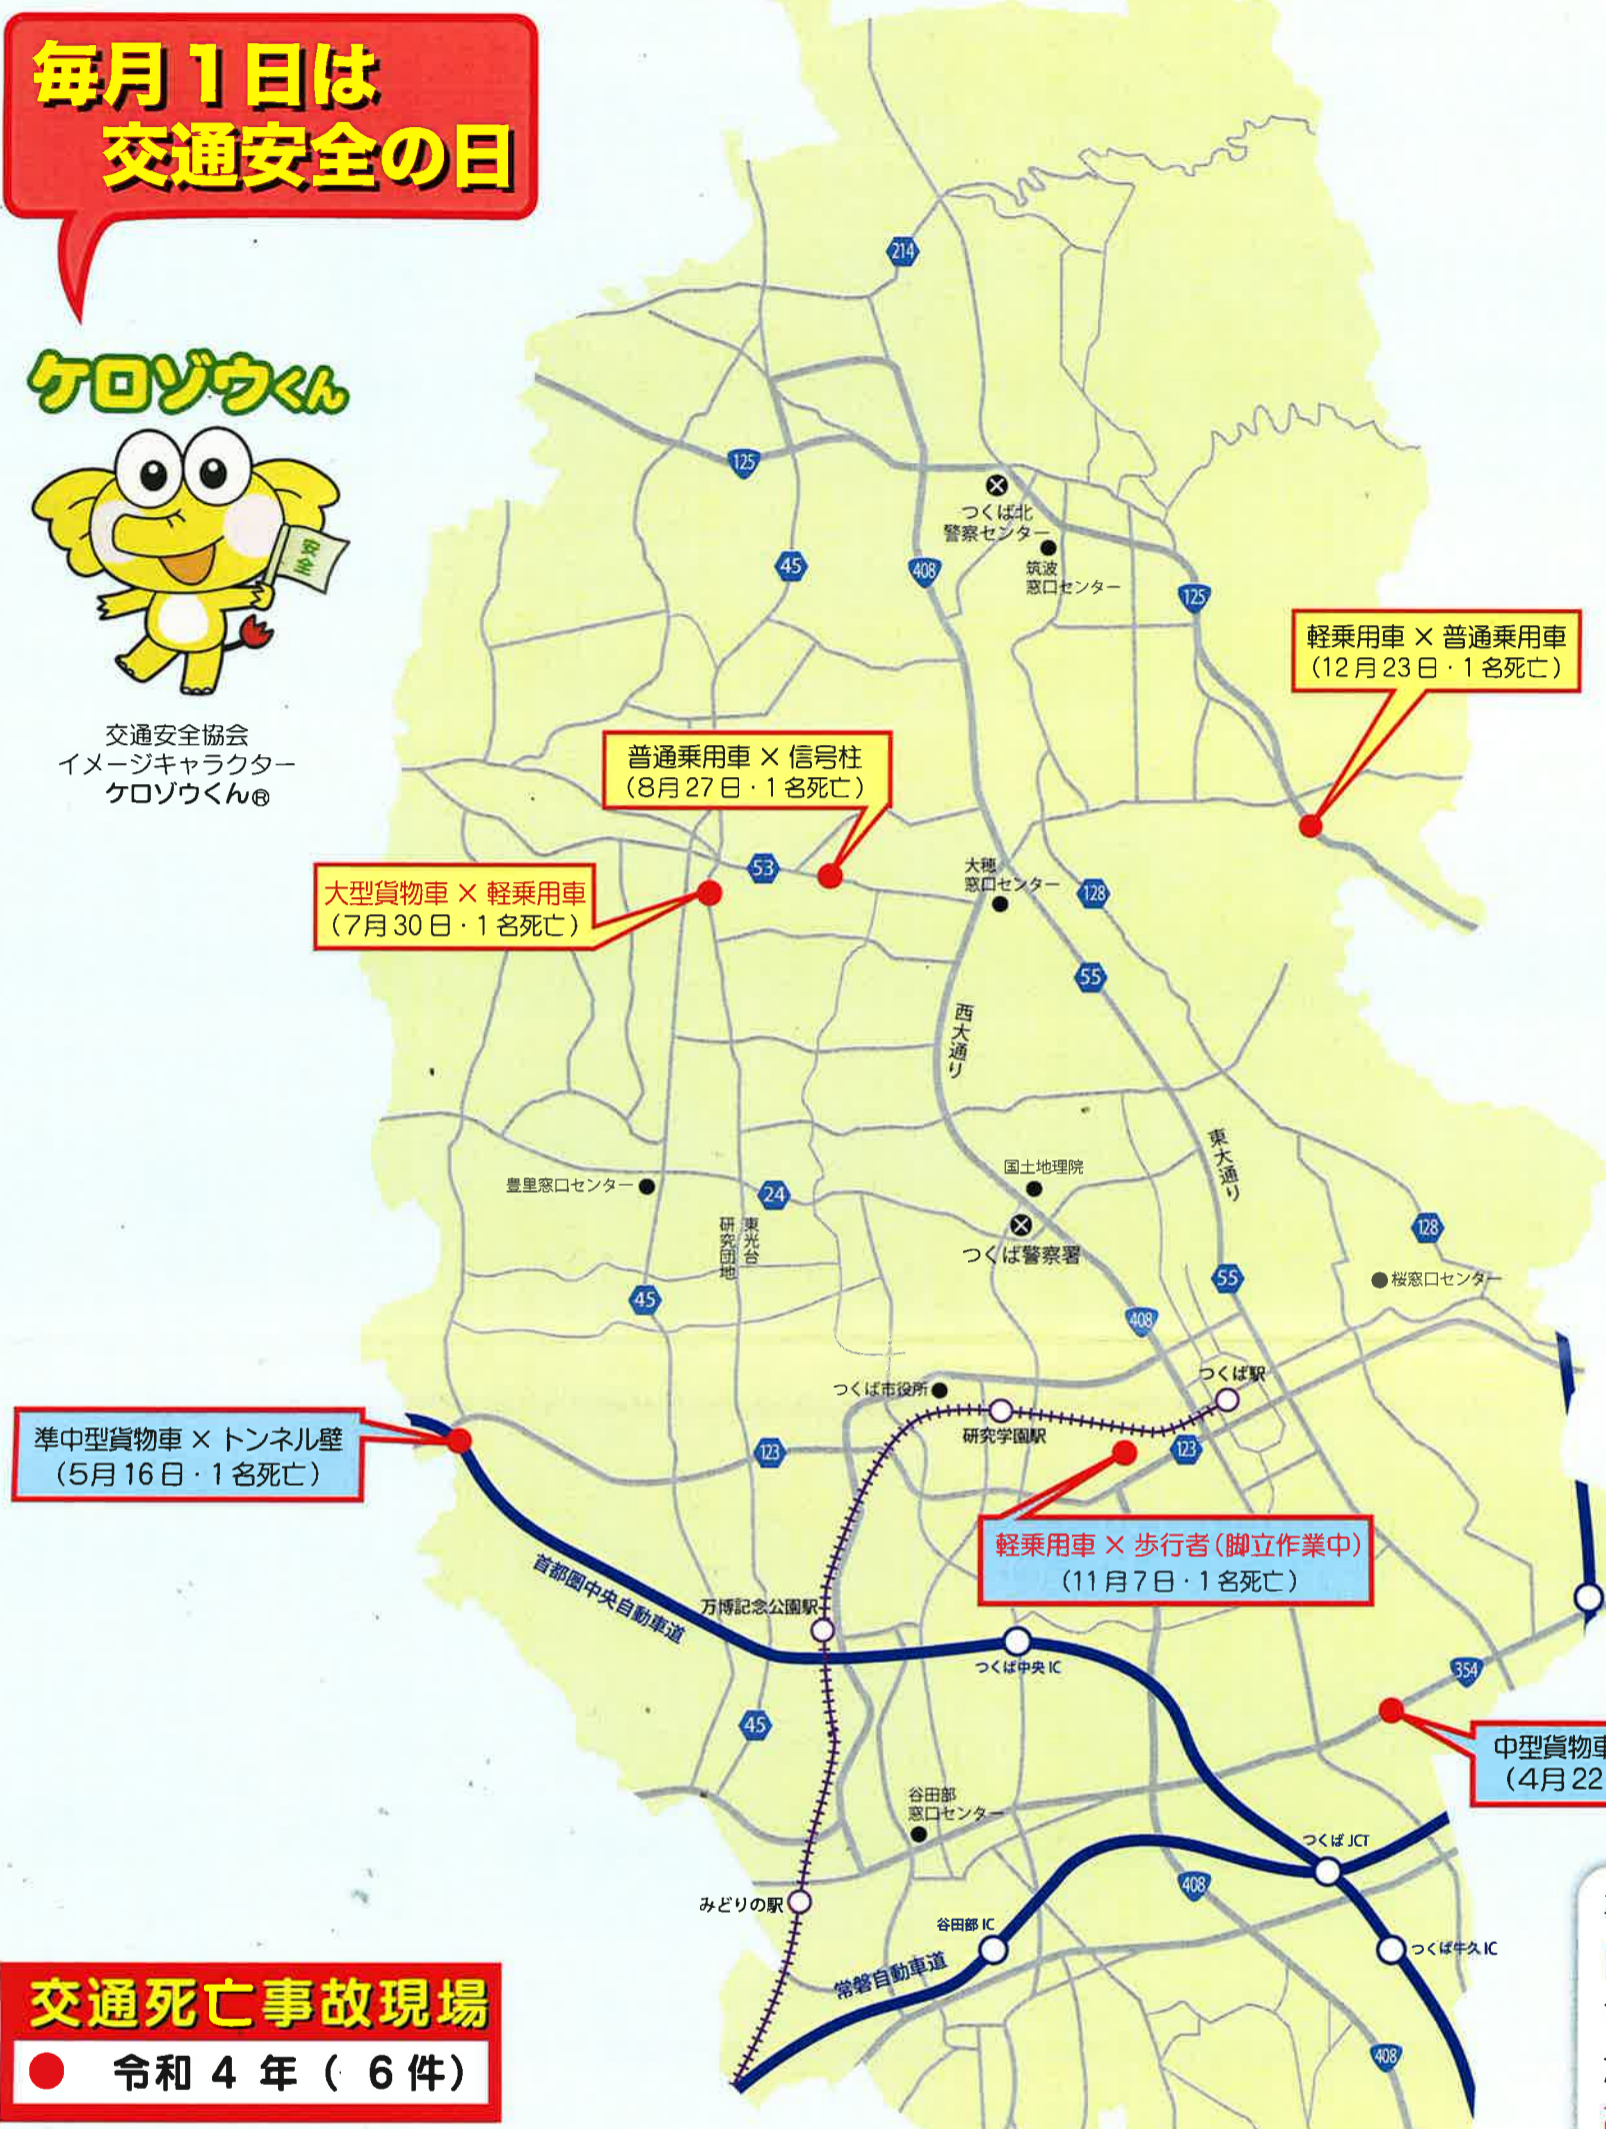 毎月1日は
交通安全の日
ケロゾウくん
安全
交通安全協会
イメージキャラクター
ケロゾウくん®
214
125
つくば北
警察センター
筑波
窓口センター
45
408
125
軽乗用車 × 普通乗用車
(12月23日・1名死亡)
普通乗用車 × 信号柱
(8月27日・1名死亡)
大型貨物車 × 軽乗用車
(7月30日・1名死亡)
53
大穂
窓口センター
128
55
西大通り
東大通り
国土地理院
豊里窓口センター
24
東光台
研究団地
つくば警察署
128
桜窓口センター
55
45
408
つくば駅
つくば市役所
研究学園駅
準中型貨物車 × トンネル壁
(5月16日・1名死亡)
123
123
軽乗用車 × 歩行者(脚立作業中)
(11月7日・1名死亡)
首都圏中央自動車道
万博記念公園駅
つくば中央IC
354
45
中型貨物車
(4月22
谷田部
窓口センター
つくばJCT
408
みどりの駅
谷田部IC
つくば牛久IC
常磐自動車道
408
交通死亡事故現場
令和 4 年 ( 6 件)